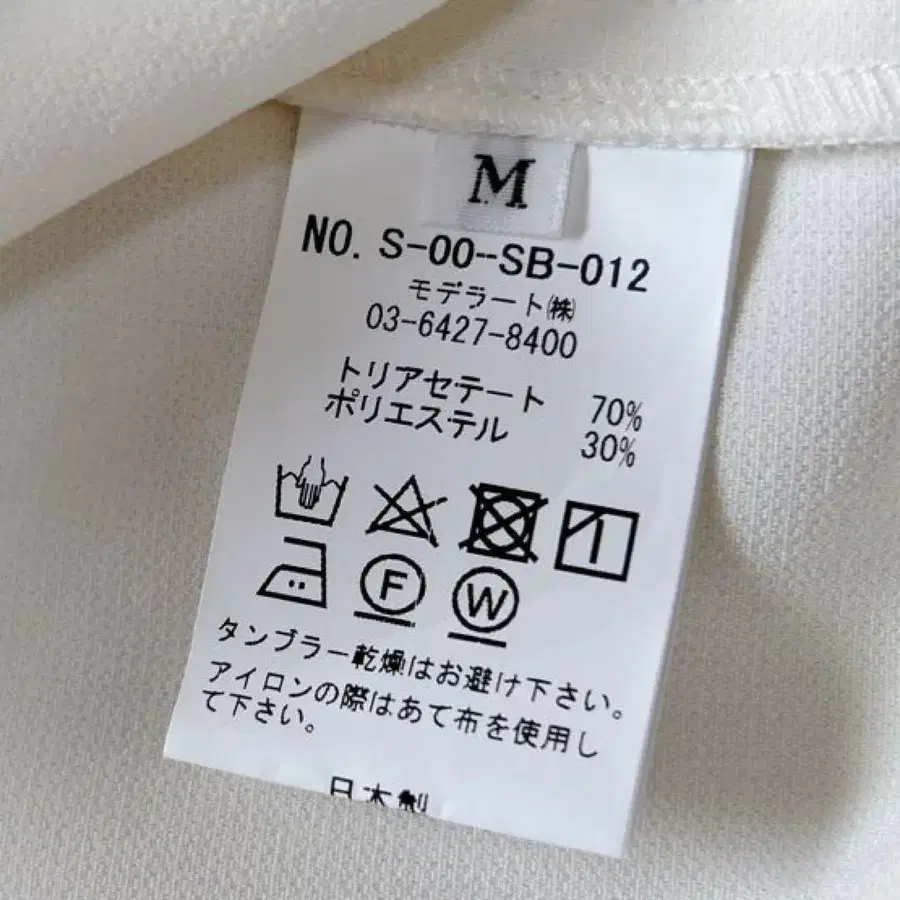 M
NO. S-00--SB-012
モデラート㈱
03-6427-8400
トリアセテート 70%
ポリエステル 30%
F W
タンブラー乾燥はお避け下さい。
アイロンの際はあて布を使用し
て下さい。
日本製